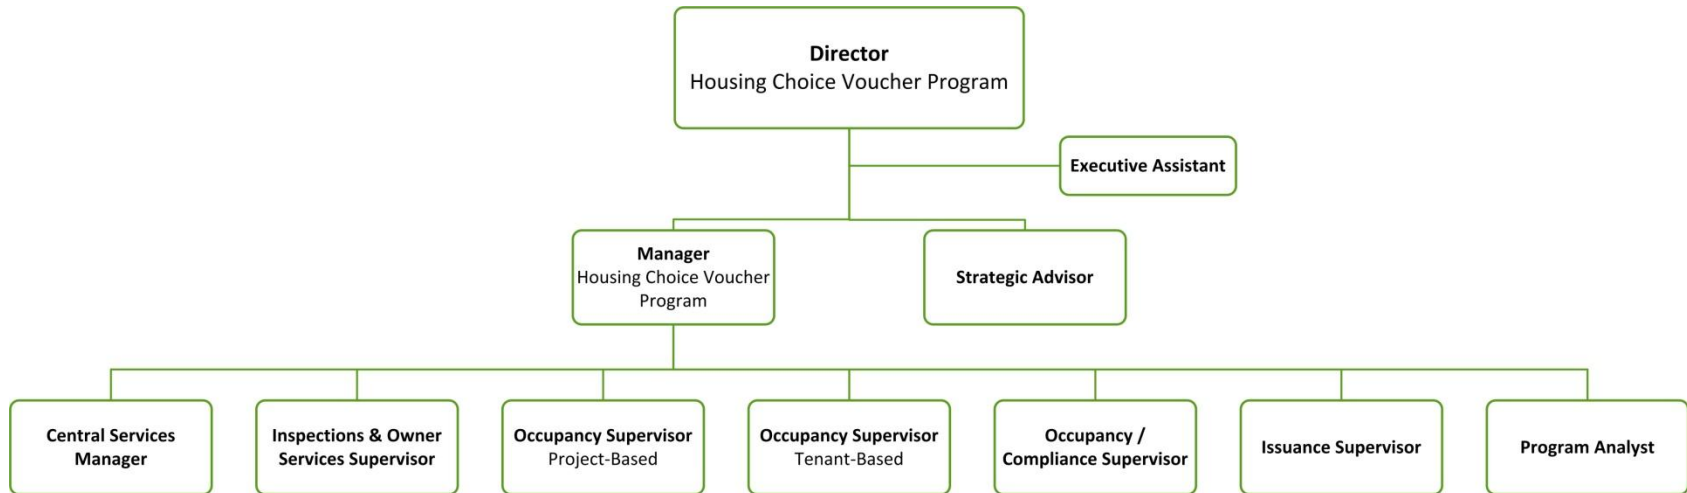 Director
Housing Choice Voucher Program
Executive Assistant
Manager
Housing Choice Voucher
Program
Strategic Advisor
Central Services
Manager
Inspections & Owner
Services Supervisor
Occupancy Supervisor
Project-Based
Occupancy Supervisor
Tenant-Based
Occupancy /
Compliance Supervisor
Issuance Supervisor
Program Analyst